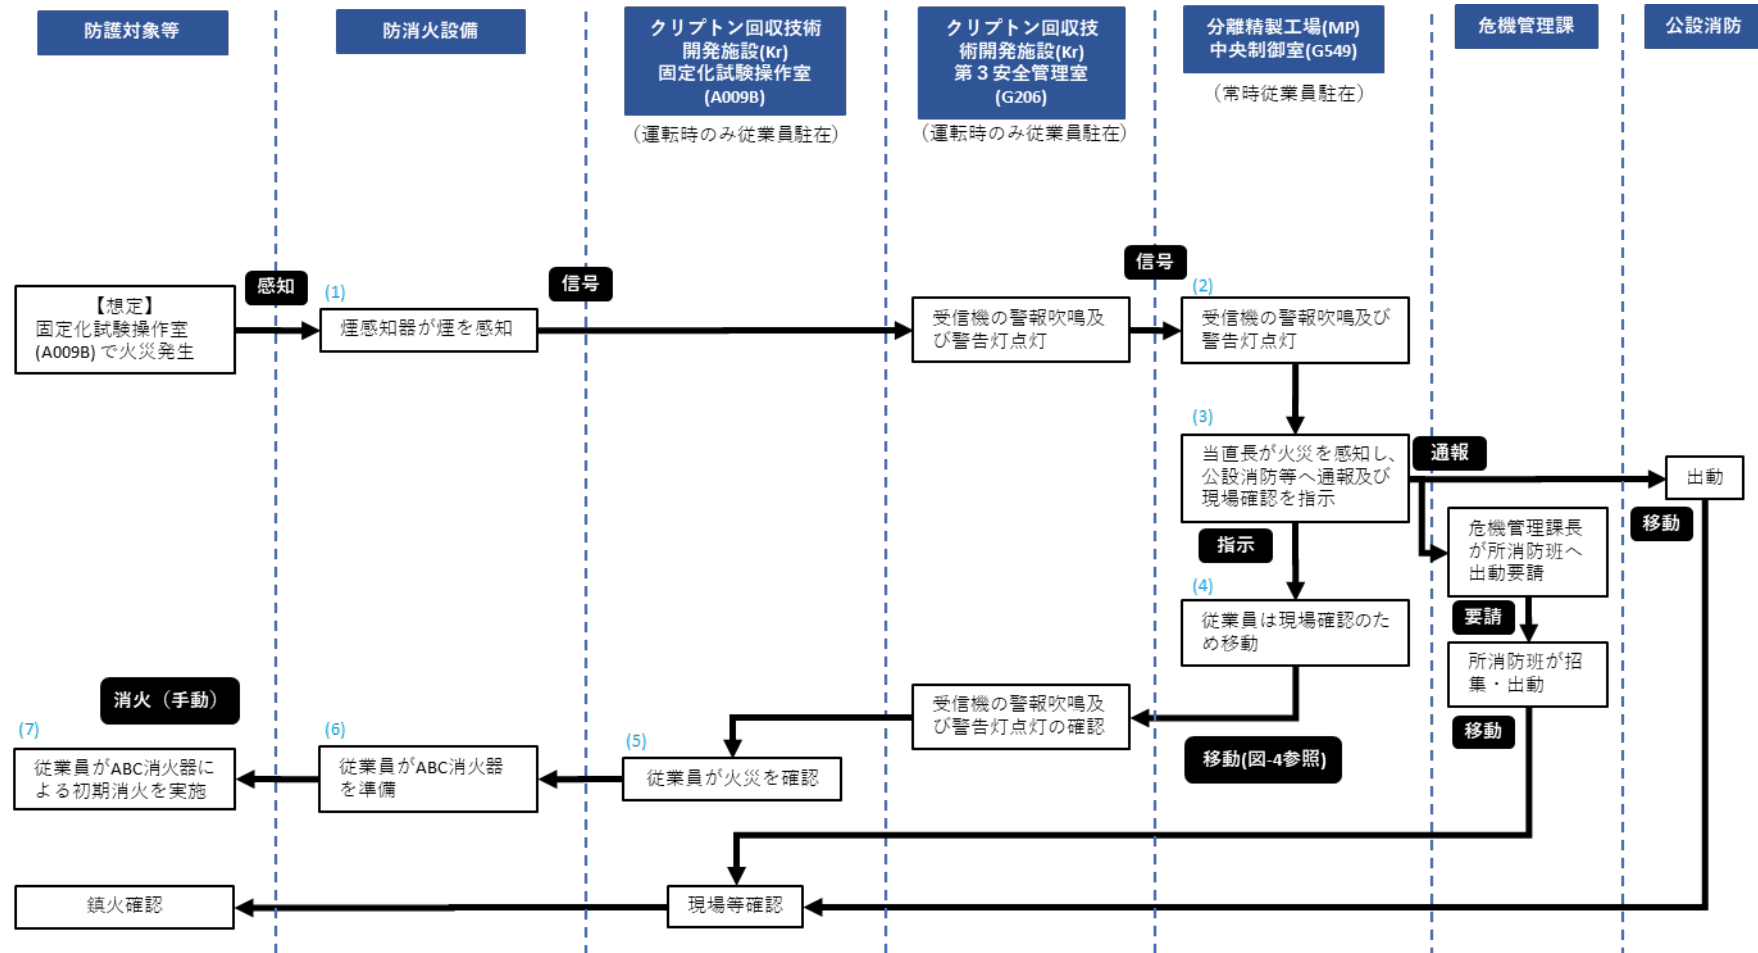 防護対象等
防消火設備
クリプトン回収技術
開発施設(Kr)
固定化試験操作室
(A009B)
（運転時のみ従業員駐在）
クリプトン回収技
術開発施設(Kr)
第３安全管理室
(G206)
（運転時のみ従業員駐在）
分離精製工場(MP)
中央制御室(G549)
（常時従業員駐在）
危機管理課
公設消防
【想定】
固定化試験操作室
(A009B) で火災発生
感知
(1)
煙感知器が煙を感知
信号
受信機の警報吹鳴及
び警告灯点灯
信号
(2)
受信機の警報吹鳴及び
警告灯点灯
(3)
当直長が火災を感知し、
公設消防等へ通報及び
現場確認を指示
通報
出動
移動
危機管理課長
が所消防班へ
出動要請
指示
(4)
従業員は現場確認のた
め移動
要請
所消防班が招
集・出動
移動
移動(図-4参照)
受信機の警報吹鳴及
び警告灯点灯の確認
(5)
従業員が火災を確認
(6)
従業員がABC消火器
を準備
消火（手動）
(7)
従業員がABC消火器に
よる初期消火を実施
現場等確認
鎮火確認